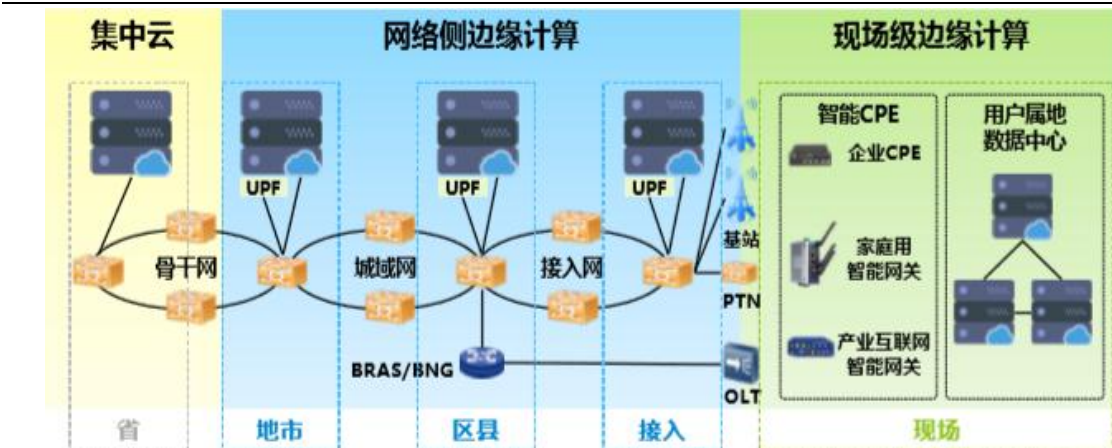 集中云
网络侧边缘计算
现场级边缘计算
UPF
UPF
UPF
骨干网
城域网
接入网
基站
PTN
BRAS/BNG
OLT
智能CPE
企业CPE
家庭用
智能网关
产业互联网
智能网关
用户属地
数据中心
省
地市
区县
接入
现场